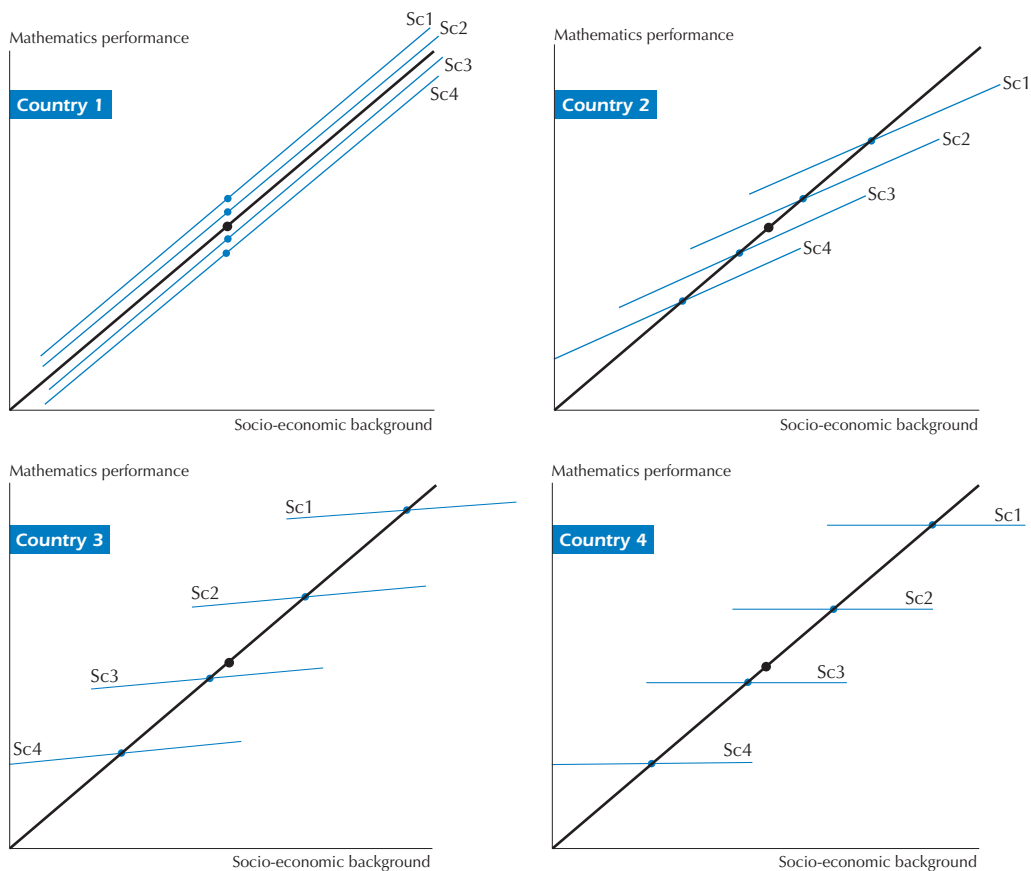 Mathematics performance
Country 1
Sc1
Sc2
Sc3
Sc4
Socio-economic background
Mathematics performance
Country 2
Sc1
Sc2
Sc3
Sc4
Socio-economic background
Mathematics performance
Country 3
Sc1
Sc2
Sc3
Sc4
Socio-economic background
Mathematics performance
Country 4
Sc1
Sc2
Sc3
Sc4
Socio-economic background